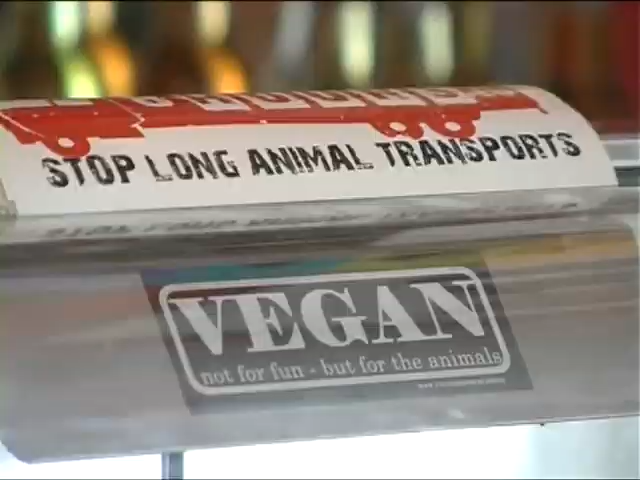 STOP LONG ANIMAL TRANSPORTS
VEGAN
not for fun - but for the animals